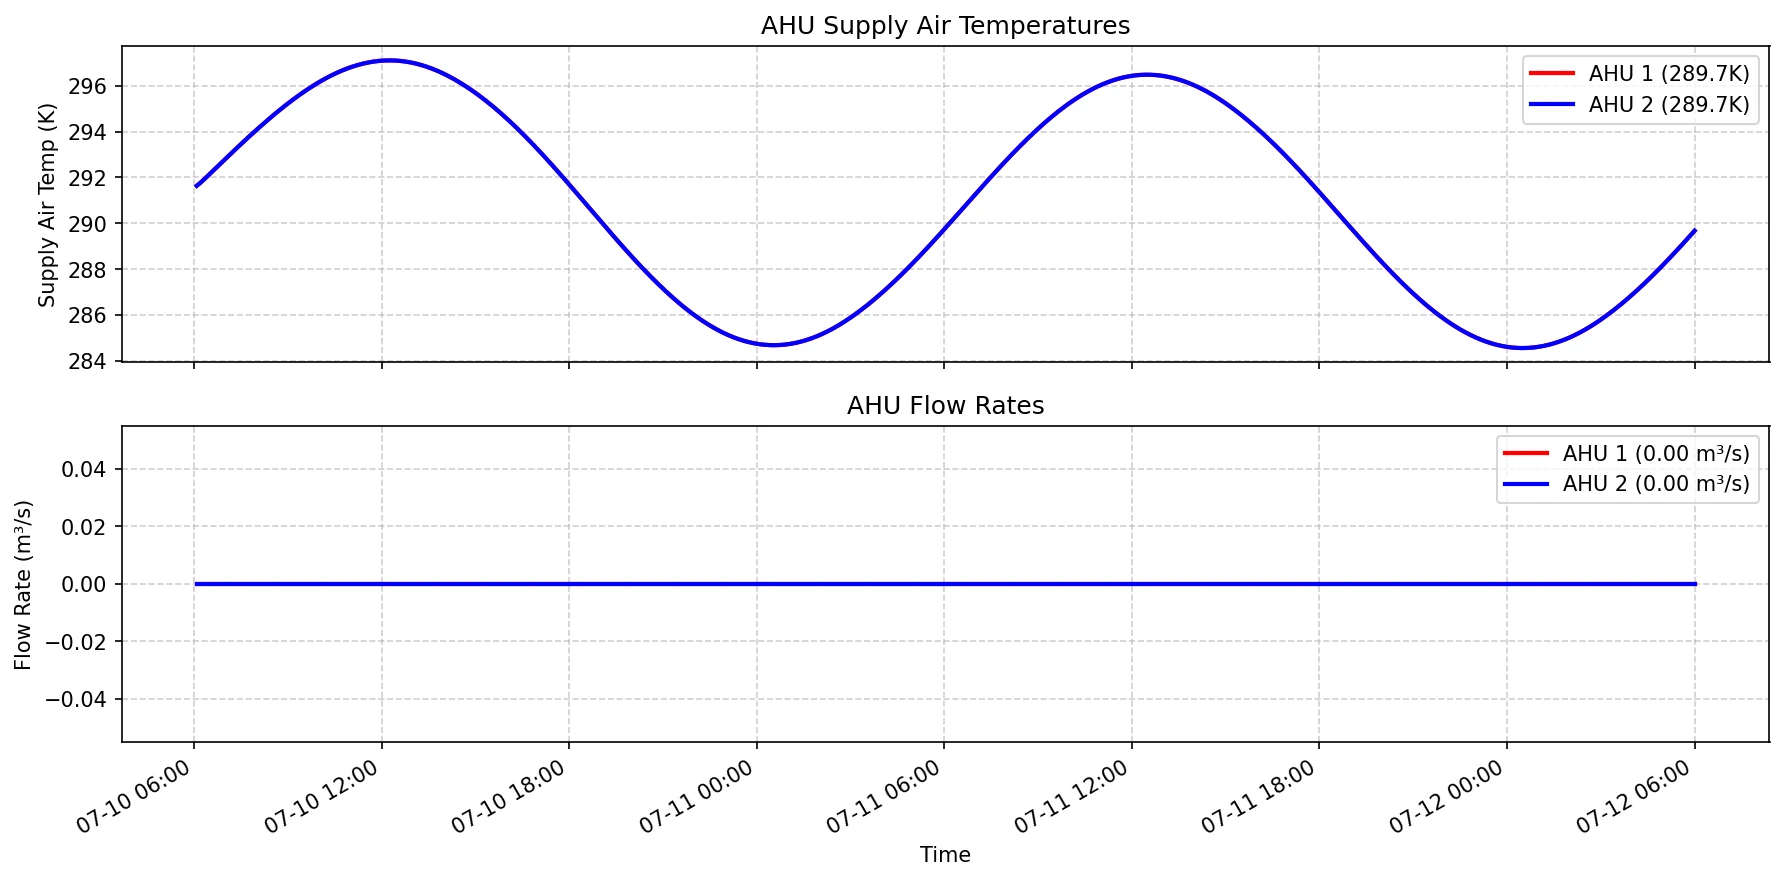 AHU Supply Air Temperatures
Supply Air Temp (K)
296
294
292
290
288
286
284
AHU 1 (289.7K)
AHU 2 (289.7K)
AHU Flow Rates
Flow Rate (m³/s)
0.04
0.02
0.00
−0.02
−0.04
AHU 1 (0.00 m³/s)
AHU 2 (0.00 m³/s)
07-10 06:00
07-10 12:00
07-10 18:00
07-11 00:00
07-11 06:00
07-11 12:00
07-11 18:00
07-12 00:00
07-12 06:00
Time